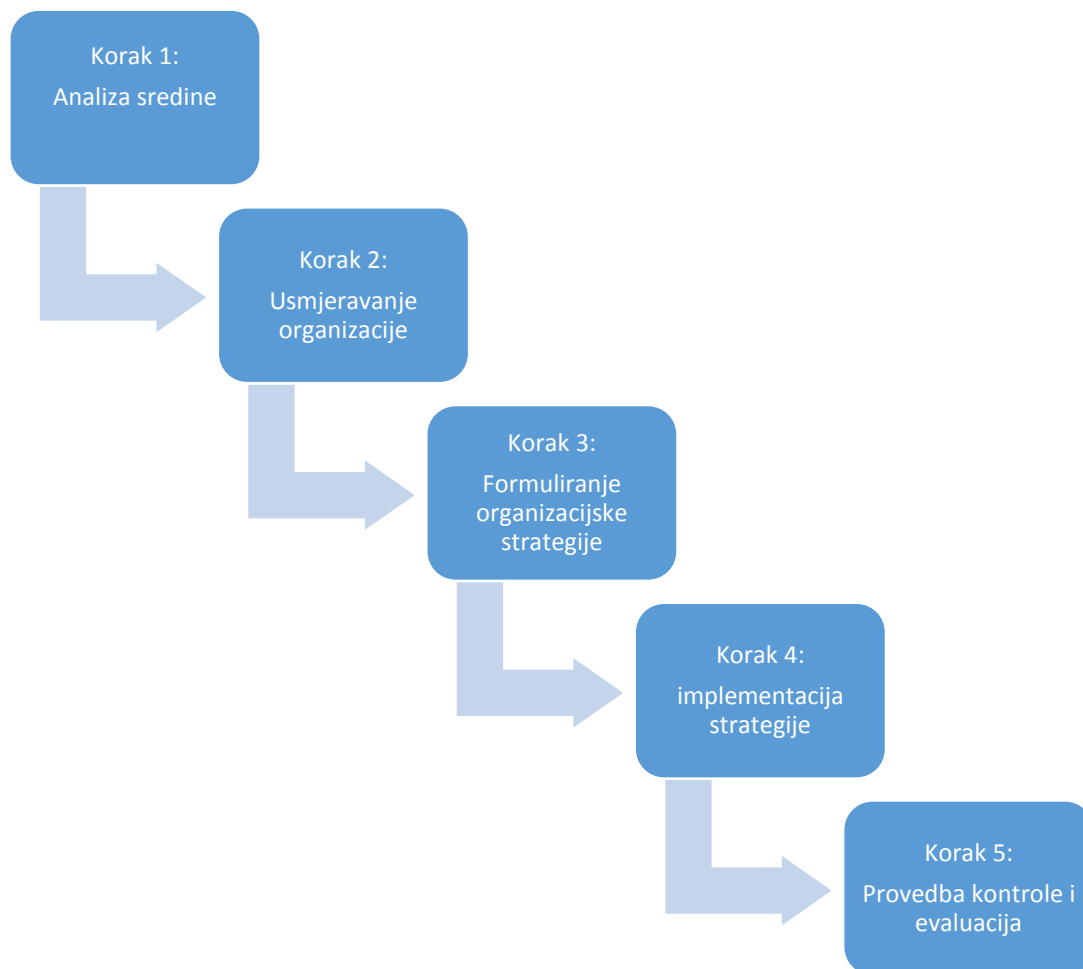 Korak 1:
Analiza sredine
Korak 2:
Usmjeravanje
organizacije
Korak 3:
Formuliranje
organizacijske
strategije
Korak 4:
implementacija
strategije
Korak 5:
Provedba kontrole i
evaluacija